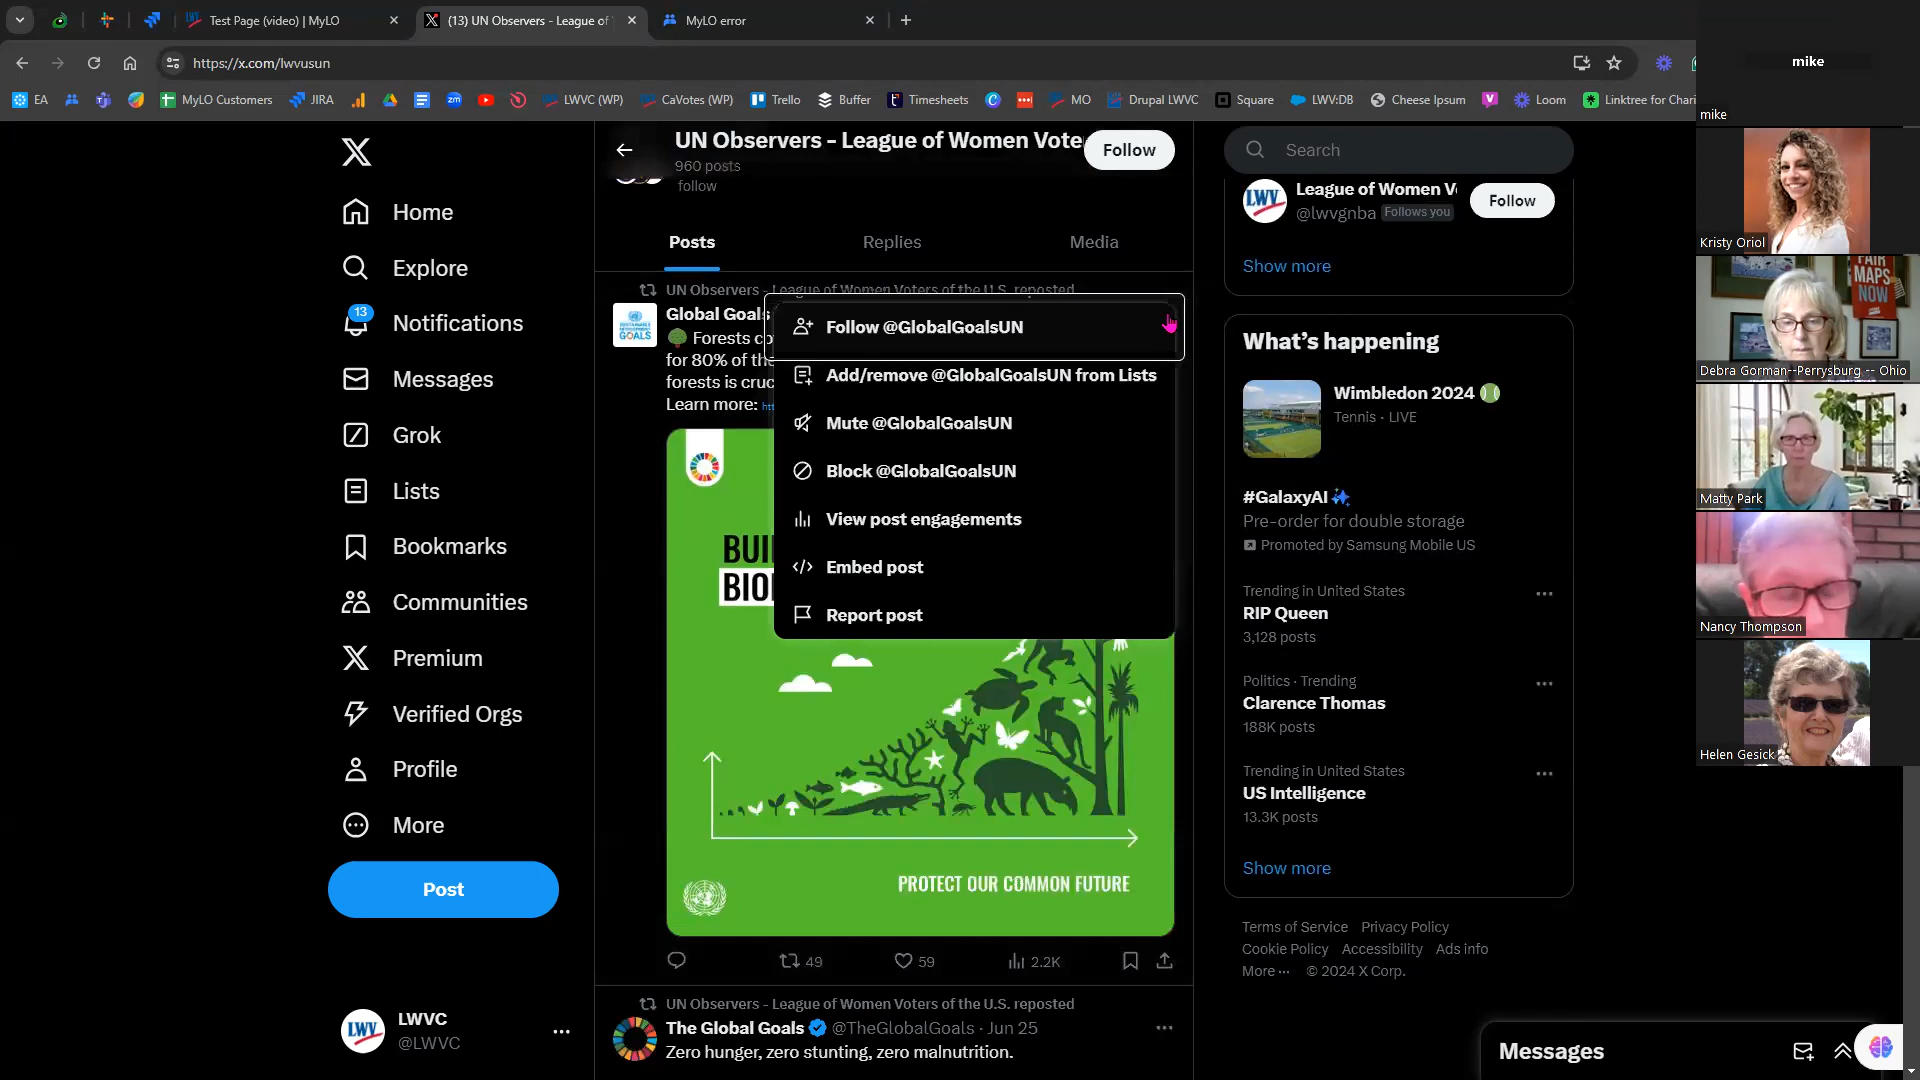 Test Page (video) | MyLO
(13) UN Observers - League of
MyLO error
https://x.com/lwvusun
EA
MyLO Customers
JIRA
LWVC (WP)
CaVotes (WP)
Trello
Buffer
Timesheets
MO
Drupal LWVC
Square
LWV:DB
Cheese Ipsum
Loom
Linktree for Chari
mike
mike
Kristy Oriol
FAIR
MAPS
NOW
Debra Gorman--Perrysburg -- Ohio
Matty Park
Nancy Thompson
Helen Gesick
Home
Explore
13
Notifications
Messages
Grok
Lists
Bookmarks
Communities
Premium
Verified Orgs
Profile
More
Post
LWV
LWVC
@LWVC
UN Observers - League of Women Vote
960 posts
follow
Follow
Posts
Replies
Media
UN Observers - League of Women Voters of the U.S. reposted
SUSTAINABLE
DEVELOPMENT
GOALS
Global Goals
Forests co
for 80% of the
forests is cruc
Learn more:
Follow @GlobalGoalsUN
Add/remove @GlobalGoalsUN from Lists
Mute @GlobalGoalsUN
Block @GlobalGoalsUN
View post engagements
Embed post
Report post
BUI
BIO
PROTECT OUR COMMON FUTURE
49
59
2.2K
UN Observers - League of Women Voters of the U.S. reposted
The Global Goals @TheGlobalGoals · Jun 25
Zero hunger, zero stunting, zero malnutrition.
Search
LWV
League of Women V
@lwvgnba Follows you
Follow
Show more
What's happening
Wimbledon 2024
Tennis · LIVE
#GalaxyAI
Pre-order for double storage
Promoted by Samsung Mobile US
Trending in United States
RIP Queen
3,128 posts
Politics · Trending
Clarence Thomas
188K posts
Trending in United States
US Intelligence
13.3K posts
Show more
Terms of Service Privacy Policy
Cookie Policy Accessibility Ads info
More ··· © 2024 X Corp.
Messages